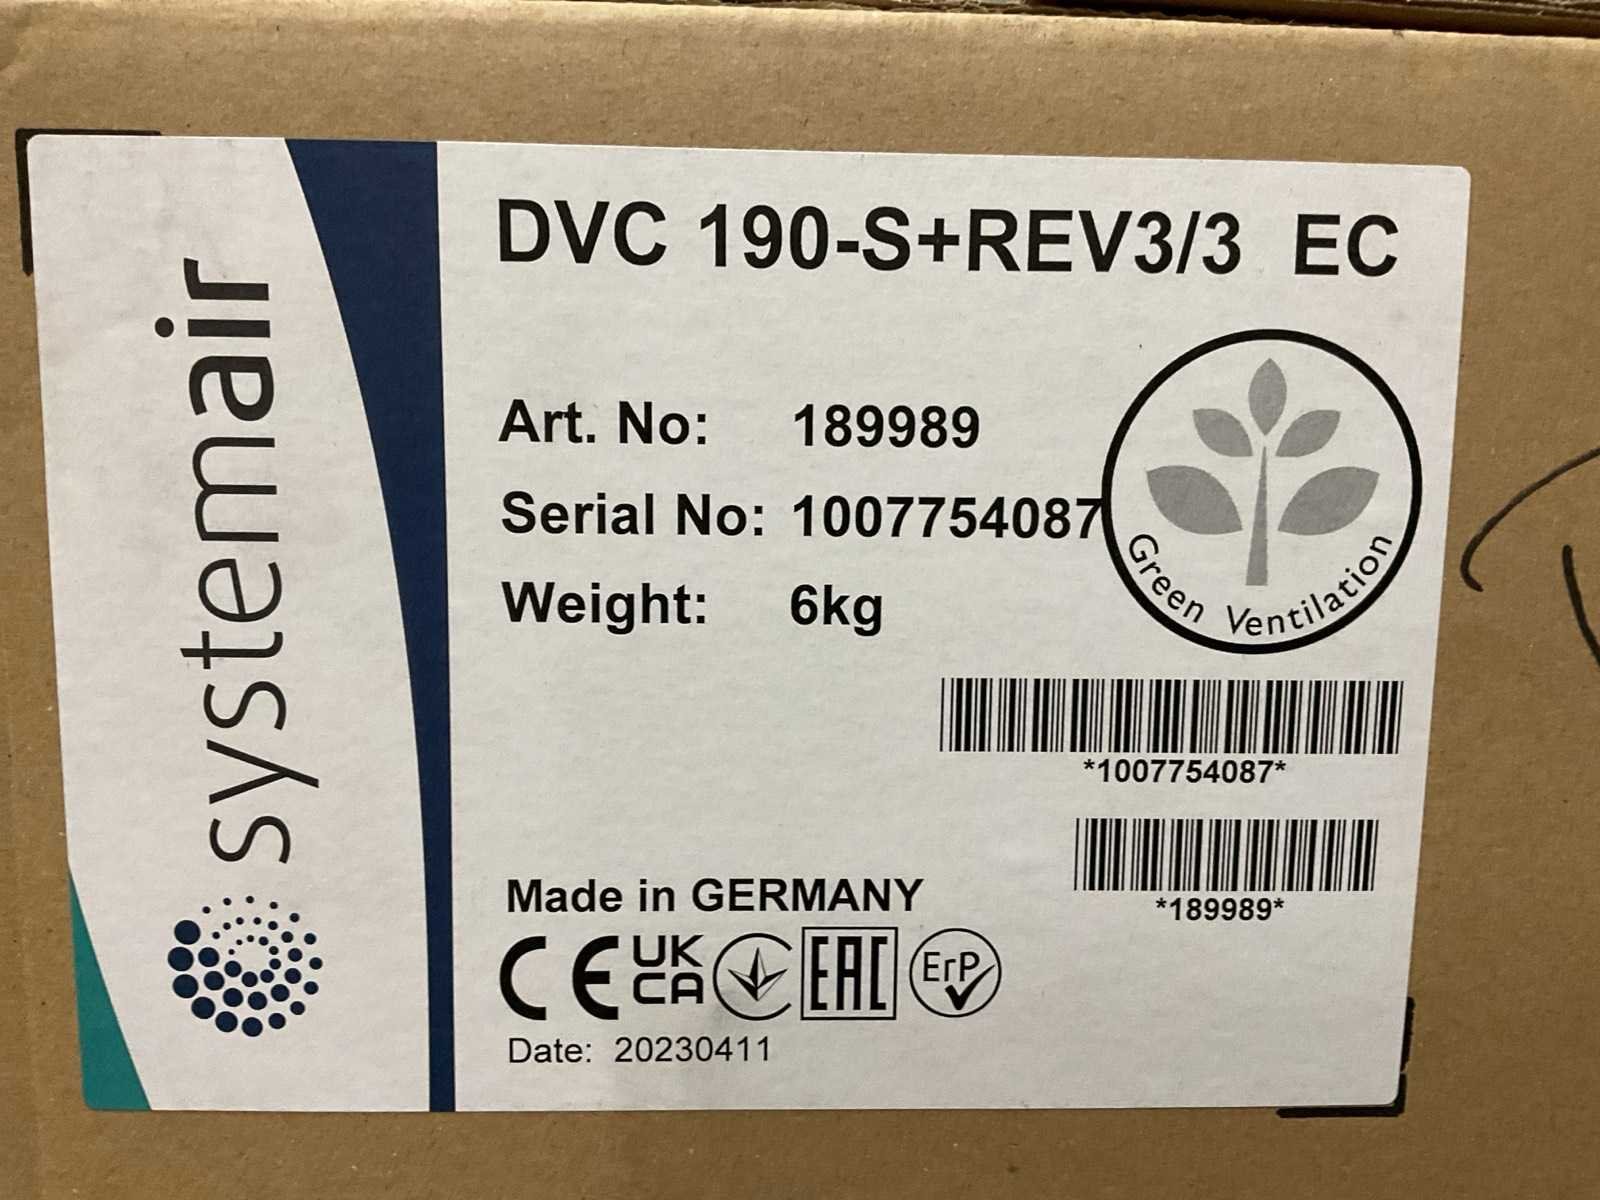 systemair
DVC 190-S+REV3/3 EC
Art. No: 189989
Serial No: 1007754087
Weight: 6kg
Green Ventilation
*1007754087*
*189989*
Made in GERMANY
CE UK CA EAC ErP
Date: 20230411